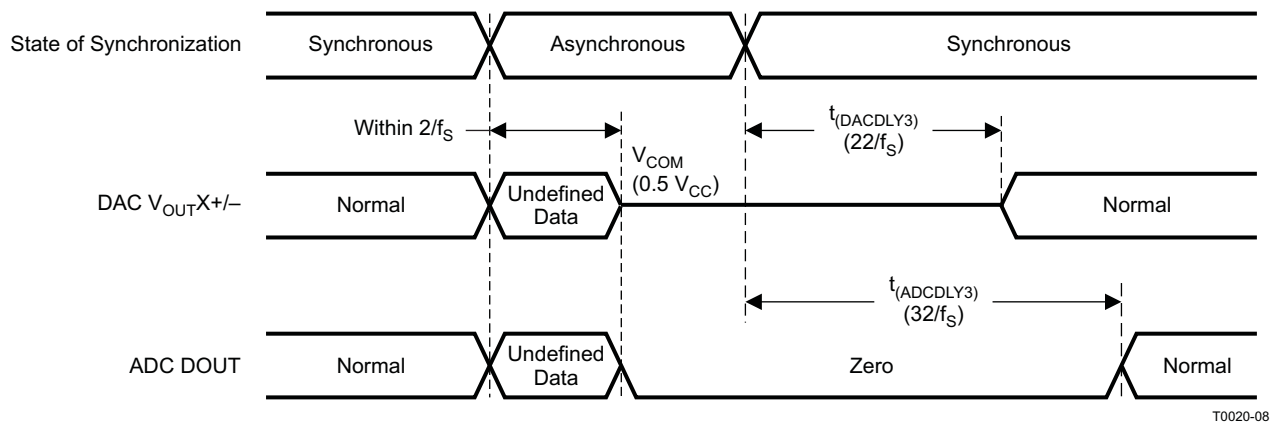 State of Synchronization Synchronous Asynchronous Synchronous
Within 2/fS
t(DACDLY3)
(22/fS)
VCOM
(0.5 VCC)
DAC VOUTX+/– Normal Undefined
Data Normal
t(ADCDLY3)
(32/fS)
ADC DOUT Normal Undefined
Data Zero Normal
T0020-08